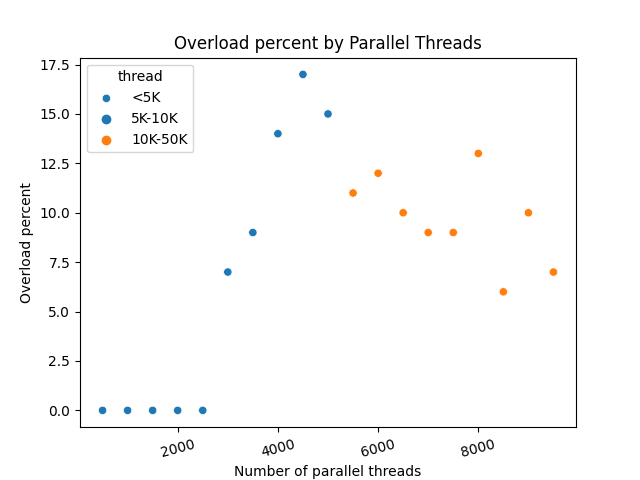 Overload percent by Parallel Threads
17.5
15.0
12.5
10.0
7.5
5.0
2.5
0.0
Overload percent
thread
<5K
5K-10K
10K-50K
2000
4000
6000
8000
Number of parallel threads